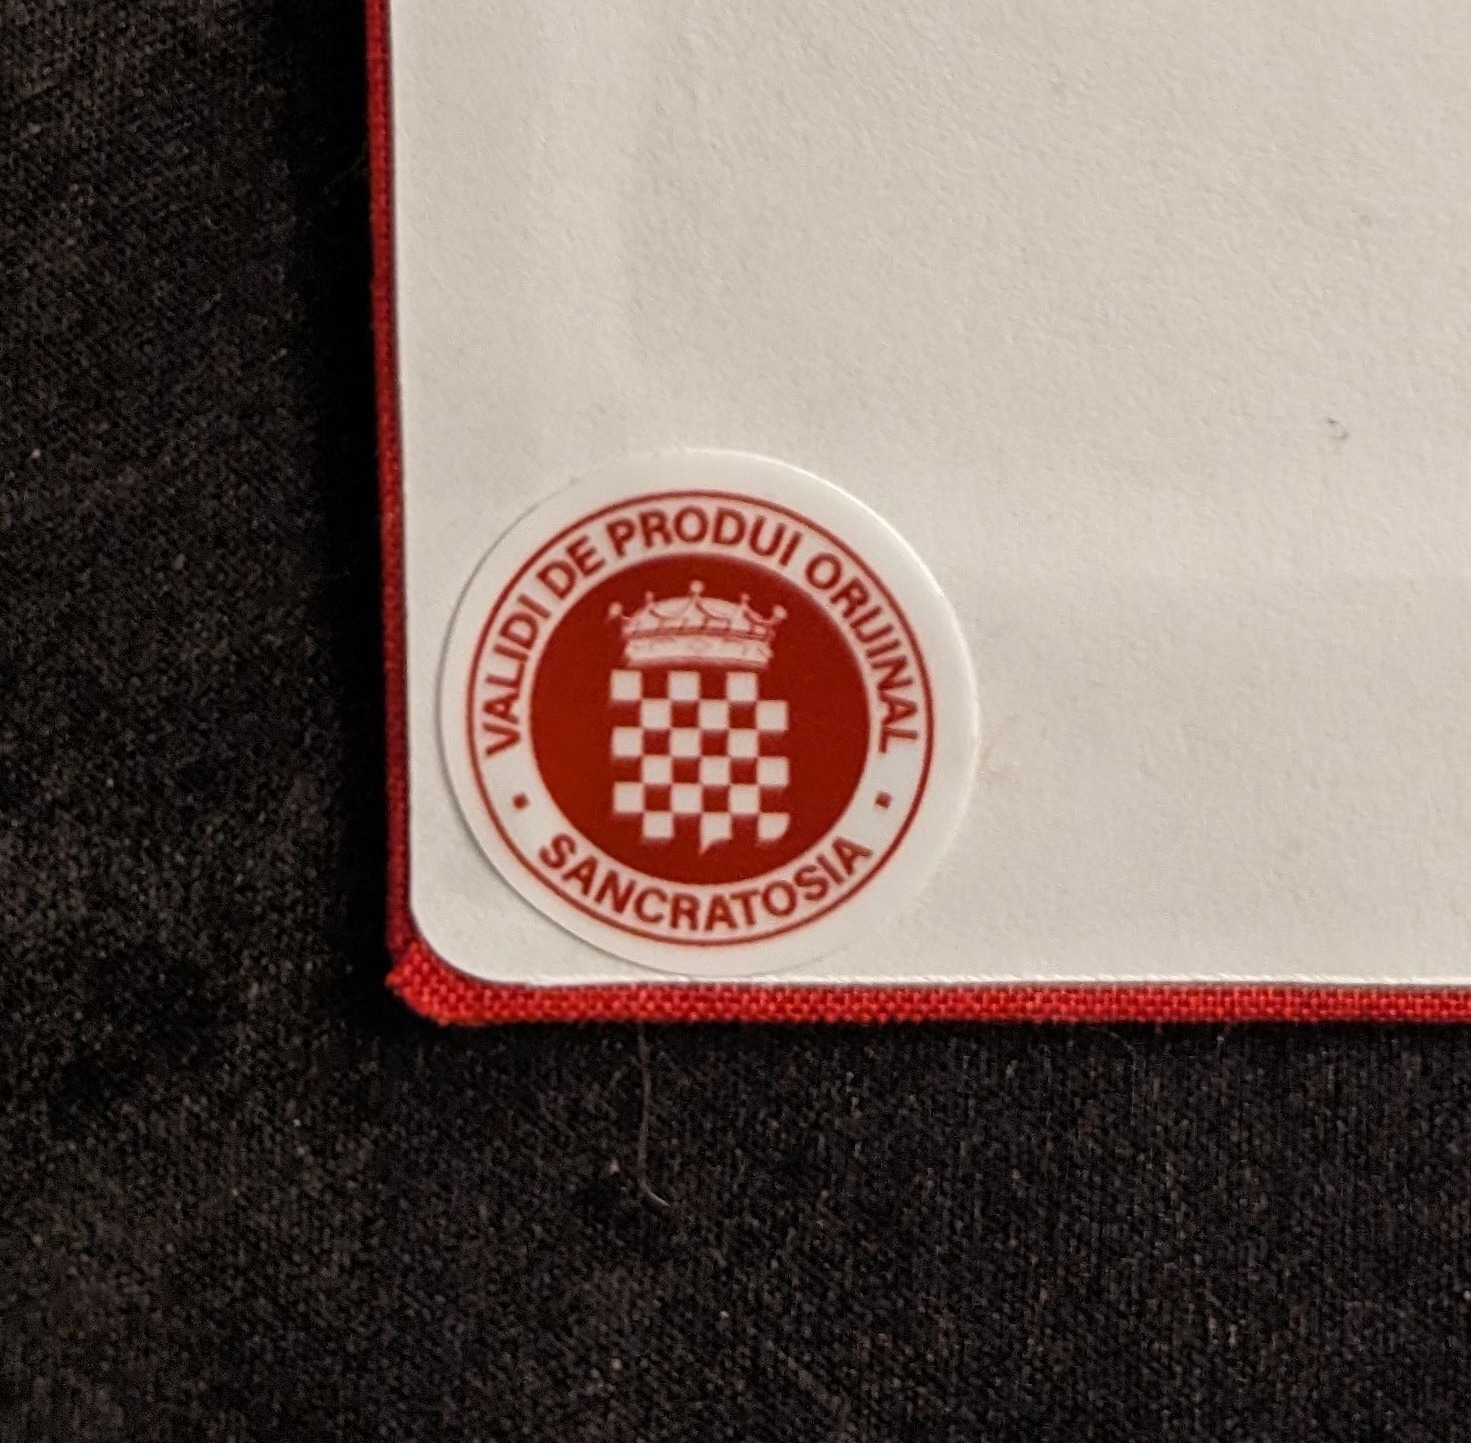 VALIDI DE PRODUI ORIJINAL
SANCRATOSIA